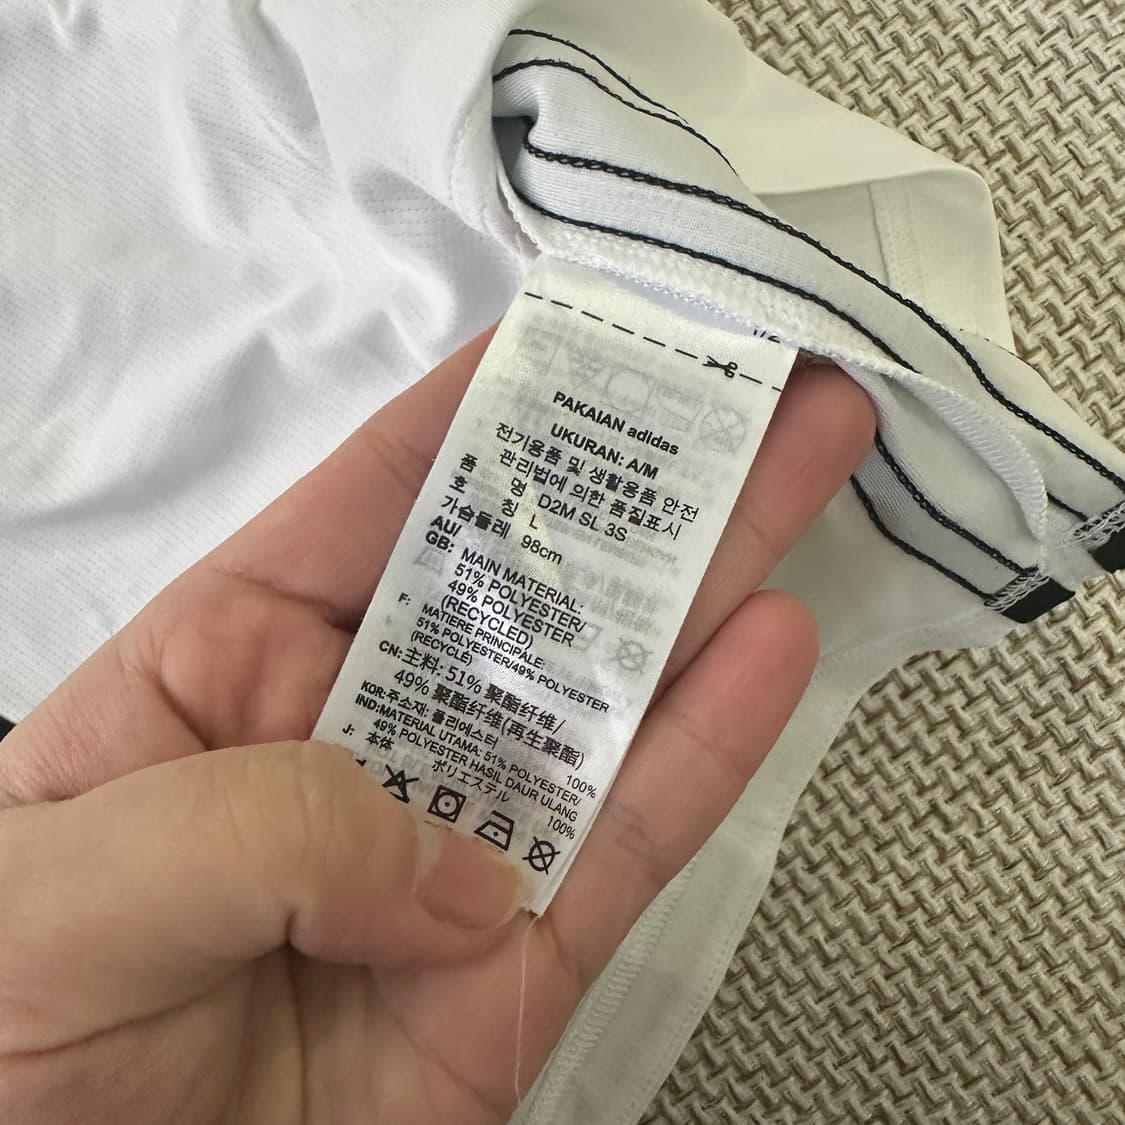 PAKAIAN adidas
UKURAN: A/M
전기용품 및 생활용품 안전
관리법에 의한 품질표시
품 명 D2M SL 3S
호 칭 L
가슴둘레 98cm
AU/
GB: MAIN MATERIAL:
51% POLYESTER/
49% POLYESTER
(RECYCLED)
F: MATIERE PRINCIPALE:
51% POLYESTER/49% POLYESTER
(RECYCLÉ)
CN: 主料: 51% 聚酯纤维/
49% 聚酯纤维(再生聚酯)
KOR: 주소재: 폴리에스터 100%
IND: MATERIAL UTAMA: 51% POLYESTER/
49% POLYESTER HASIL DAUR ULANG
J: 本体 ポリエステル 100%